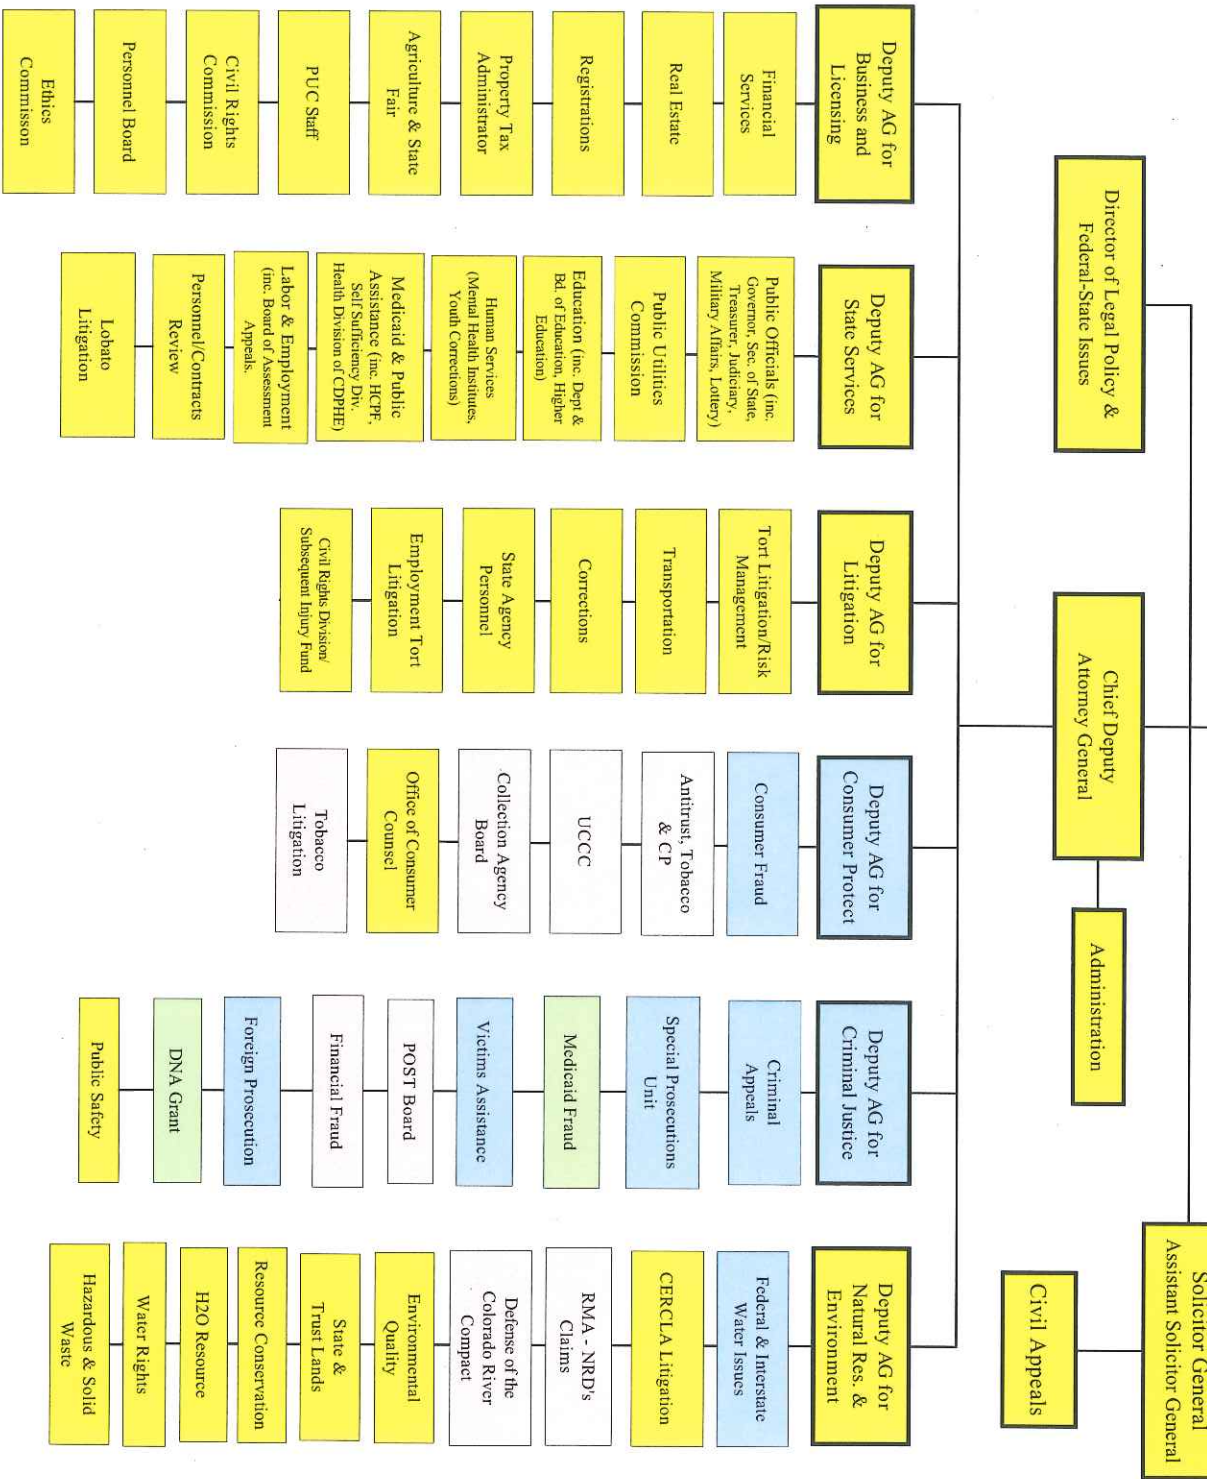 Solicitor General
Assistant Solicitor General
Civil Appeals
Director of Legal Policy &
Federal-State Issues
Chief Deputy
Attorney General
Administration
Deputy AG for
Business and
Licensing
Financial
Services
Real Estate
Registrations
Property Tax
Administrator
Agriculture & State
Fair
PUC Staff
Civil Rights
Commission
Personnel Board
Ethics
Commisson
Deputy AG for
State Services
Public Officials (inc.
Governor, Sec. of State,
Treasurer, Judiciary,
Military Affairs, Lottery)
Public Utilities
Commission
Education (inc. Dept &
Bd. of Education, Higher
Education)
Human Services
(Mental Health Institutes,
Youth Corrections)
Medicaid & Public
Assistance (inc. HCPF,
Self Sufficiency Div.
Health Division of CDPHE)
Labor & Employment
(inc. Board of Assessment
Appeals.
Personnel/Contracts
Review
Lobato
Litigation
Deputy AG for
Litigation
Tort Litigation/Risk
Management
Transportation
Corrections
State Agency
Personnel
Employment Tort
Litigation
Civil Rights Division/
Subsequent Injury Fund
Deputy AG for
Consumer Protect
Consumer Fraud
Antitrust, Tobacco
& CP
UCCC
Collection Agency
Board
Office of Consumer
Counsel
Tobacco
Litigation
Deputy AG for
Criminal Justice
Criminal
Appeals
Special Prosecutions
Unit
Medicaid Fraud
Victims Assistance
POST Board
Financial Fraud
Foreign Prosecution
DNA Grant
Public Safety
Deputy AG for
Natural Res. &
Environment
Federal & Interstate
Water Issues
CERCLA Litigation
RMA - NRD's
Claims
Defense of the
Colorado River
Compact
Environmental
Quality
State &
Trust Lands
Resource Conservation
H2O Resource
Water Rights
Hazardous & Solid
Waste